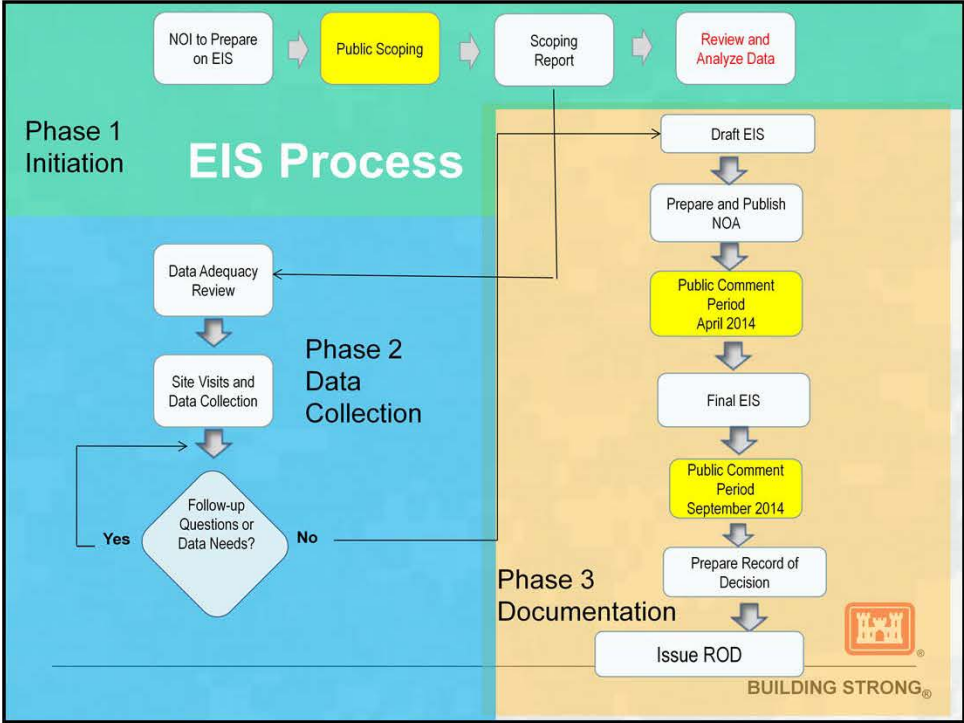 NOI to Prepare
on EIS
Public Scoping
Scoping
Report
Review and
Analyze Data
Phase 1
Initiation
EIS Process
Data Adequacy
Review
Site Visits and
Data Collection
Phase 2
Data
Collection
Follow-up
Questions or
Data Needs?
Yes
No
Draft EIS
Prepare and Publish
NOA
Public Comment
Period
April 2014
Final EIS
Public Comment
Period
September 2014
Prepare Record of
Decision
Phase 3
Documentation
Issue ROD
®
BUILDING STRONG®